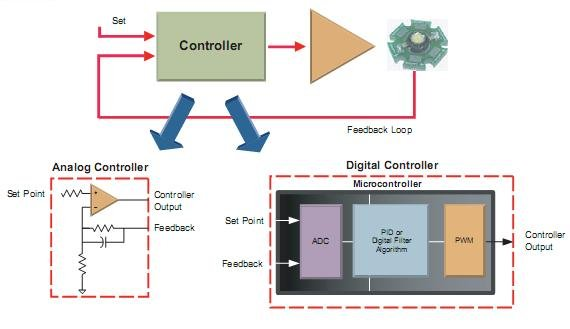 Set
Controller
Feedback Loop
Analog Controller
Set Point
+
−
Controller
Output
Feedback
Digital Controller
Microcontroller
Set Point
Feedback
ADC
PID or
Digital Filter
Algorithm
PWM
Controller
Output